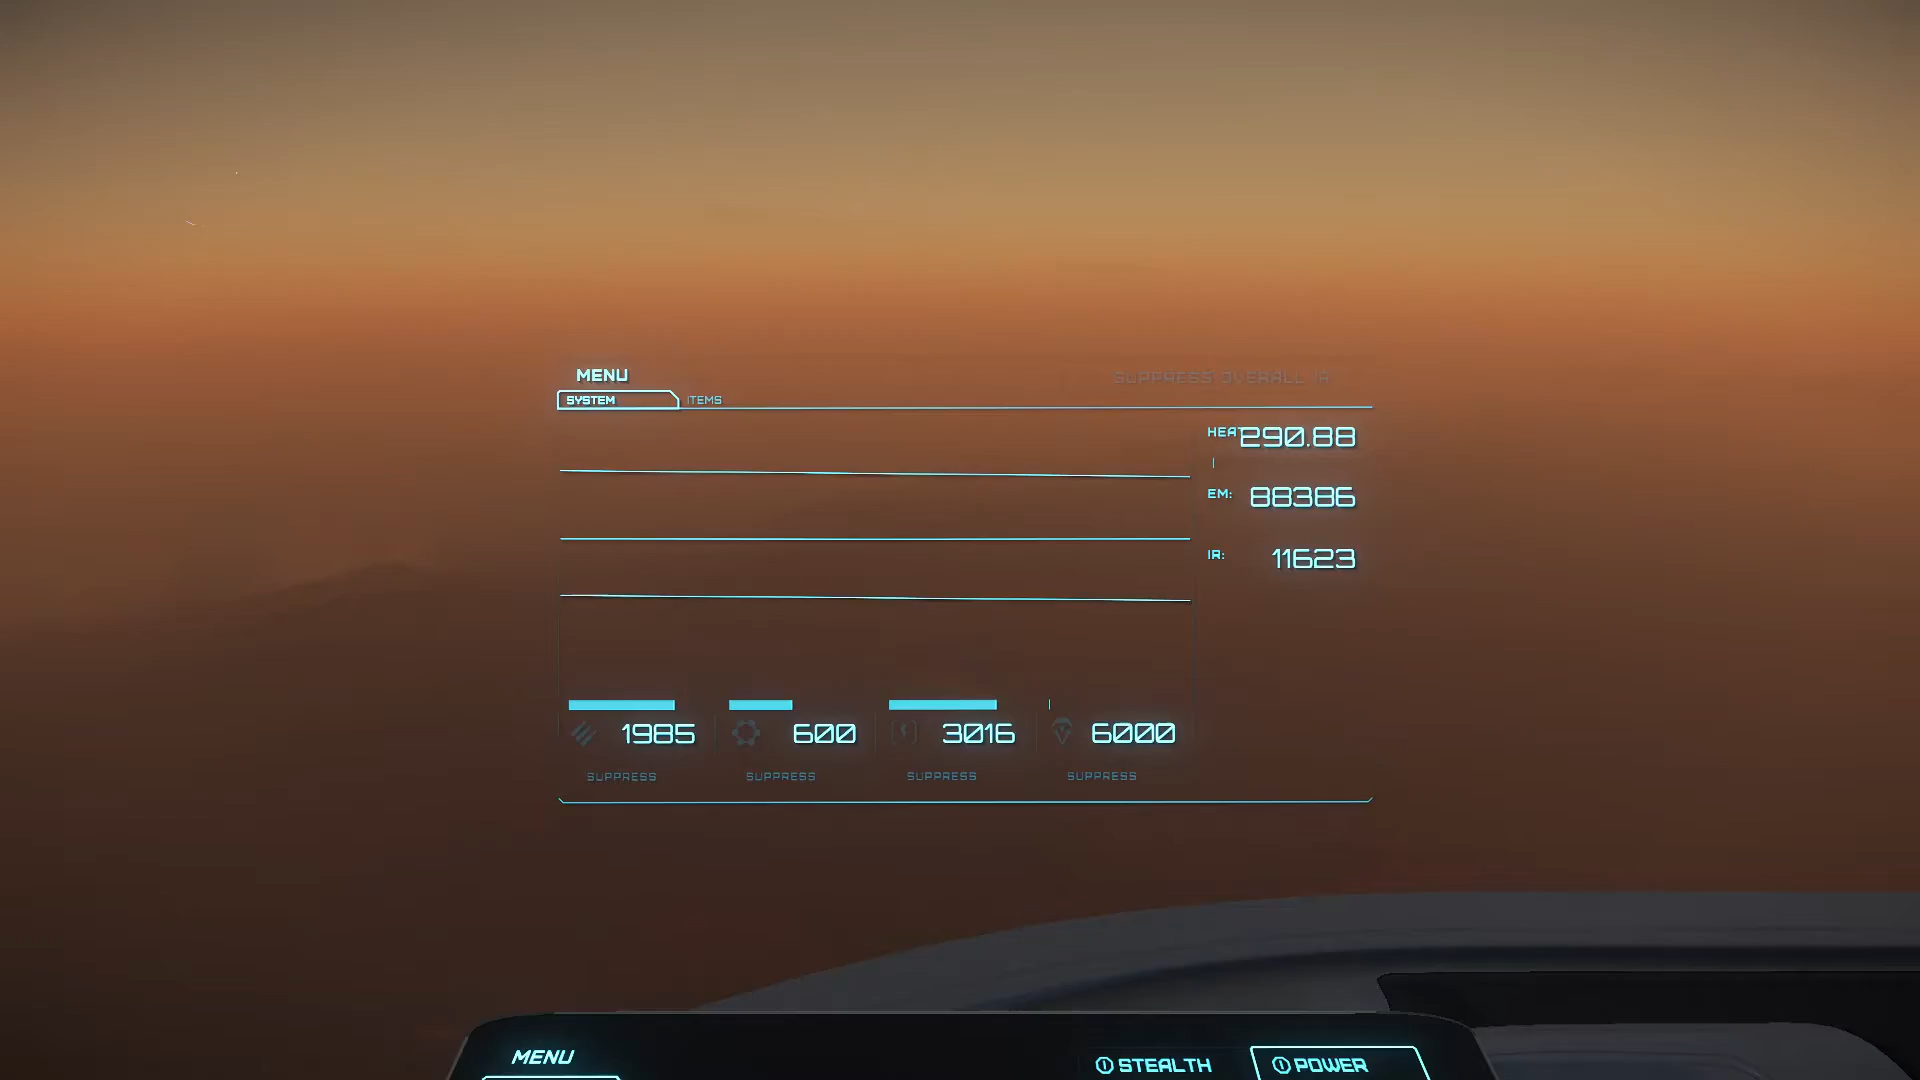 MENU
SUPPRESS OVERALL IR
SYSTEM
ITEMS
HEAT 290.88
EM: 88386
IR: 11623
1985 600 3016 6000
SUPPRESS SUPPRESS SUPPRESS SUPPRESS
MENU
STEALTH POWER